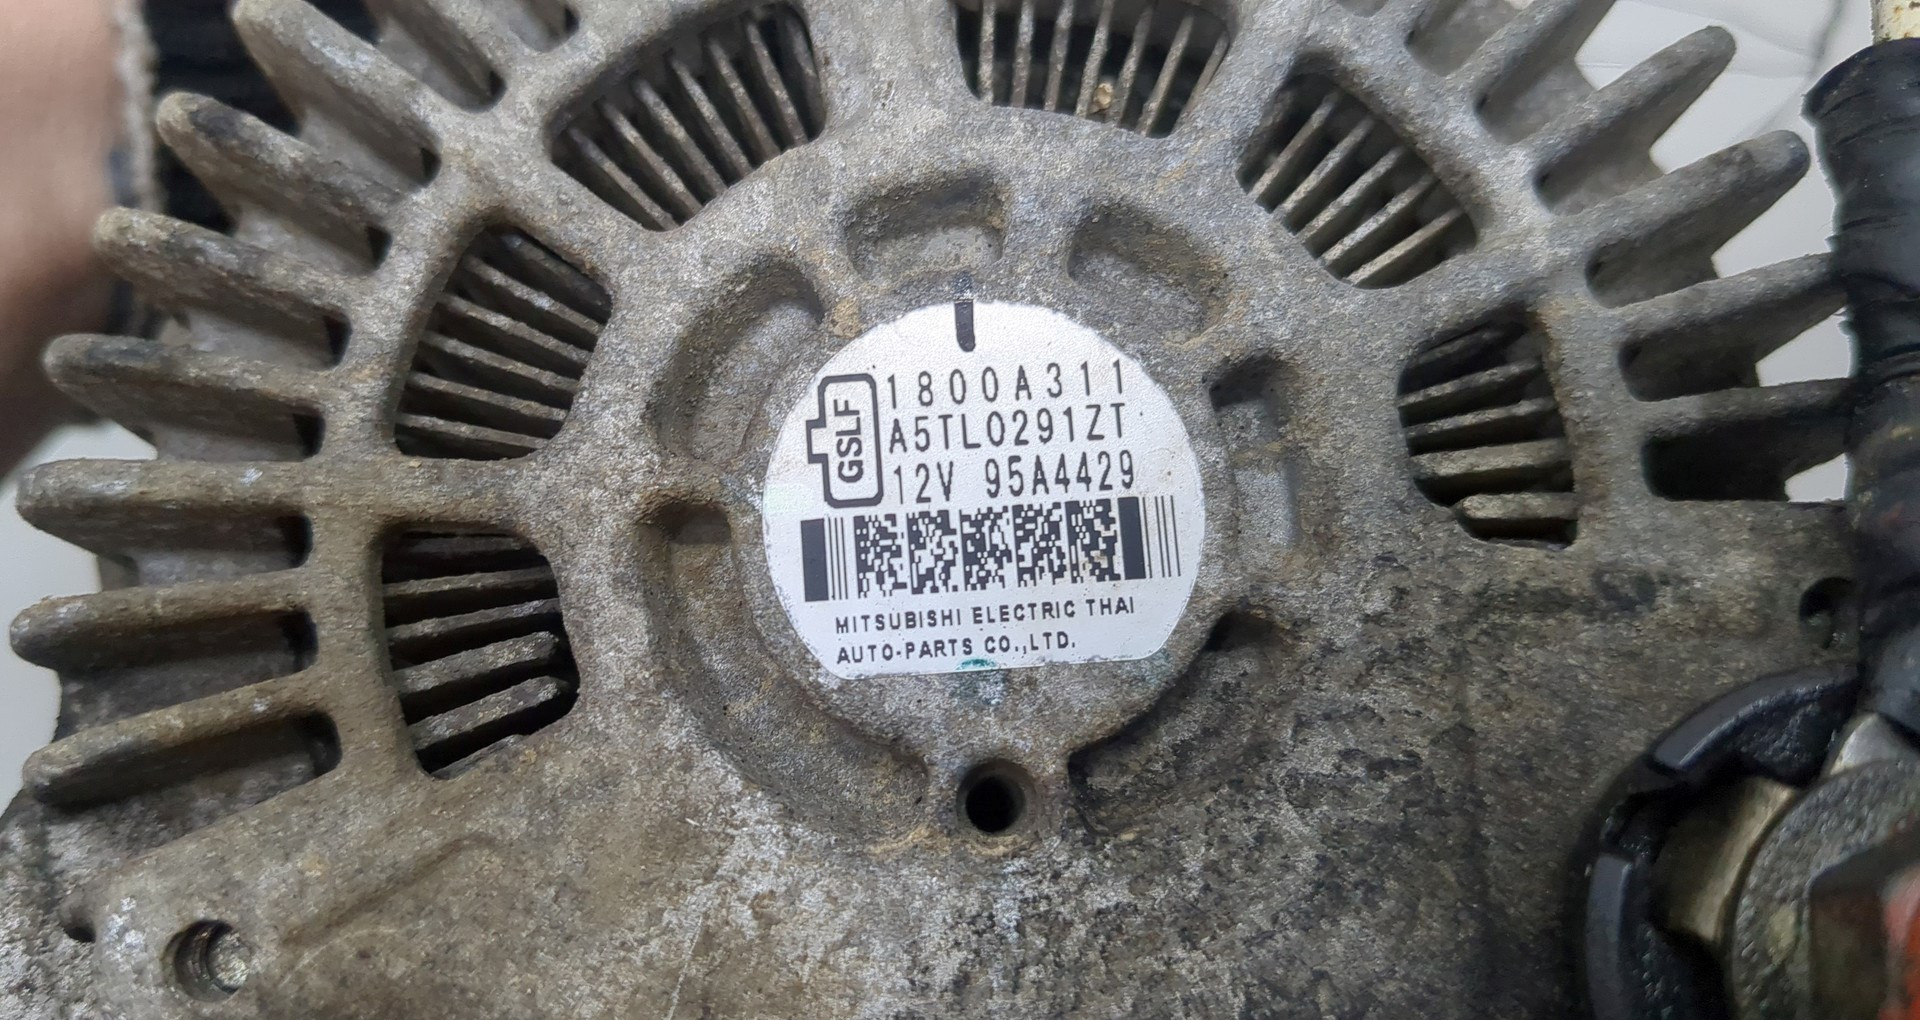 GSLF
1800A311
A5TL0291ZT
12V 95A4429
MITSUBISHI ELECTRIC THAI
AUTO-PARTS CO.,LTD.